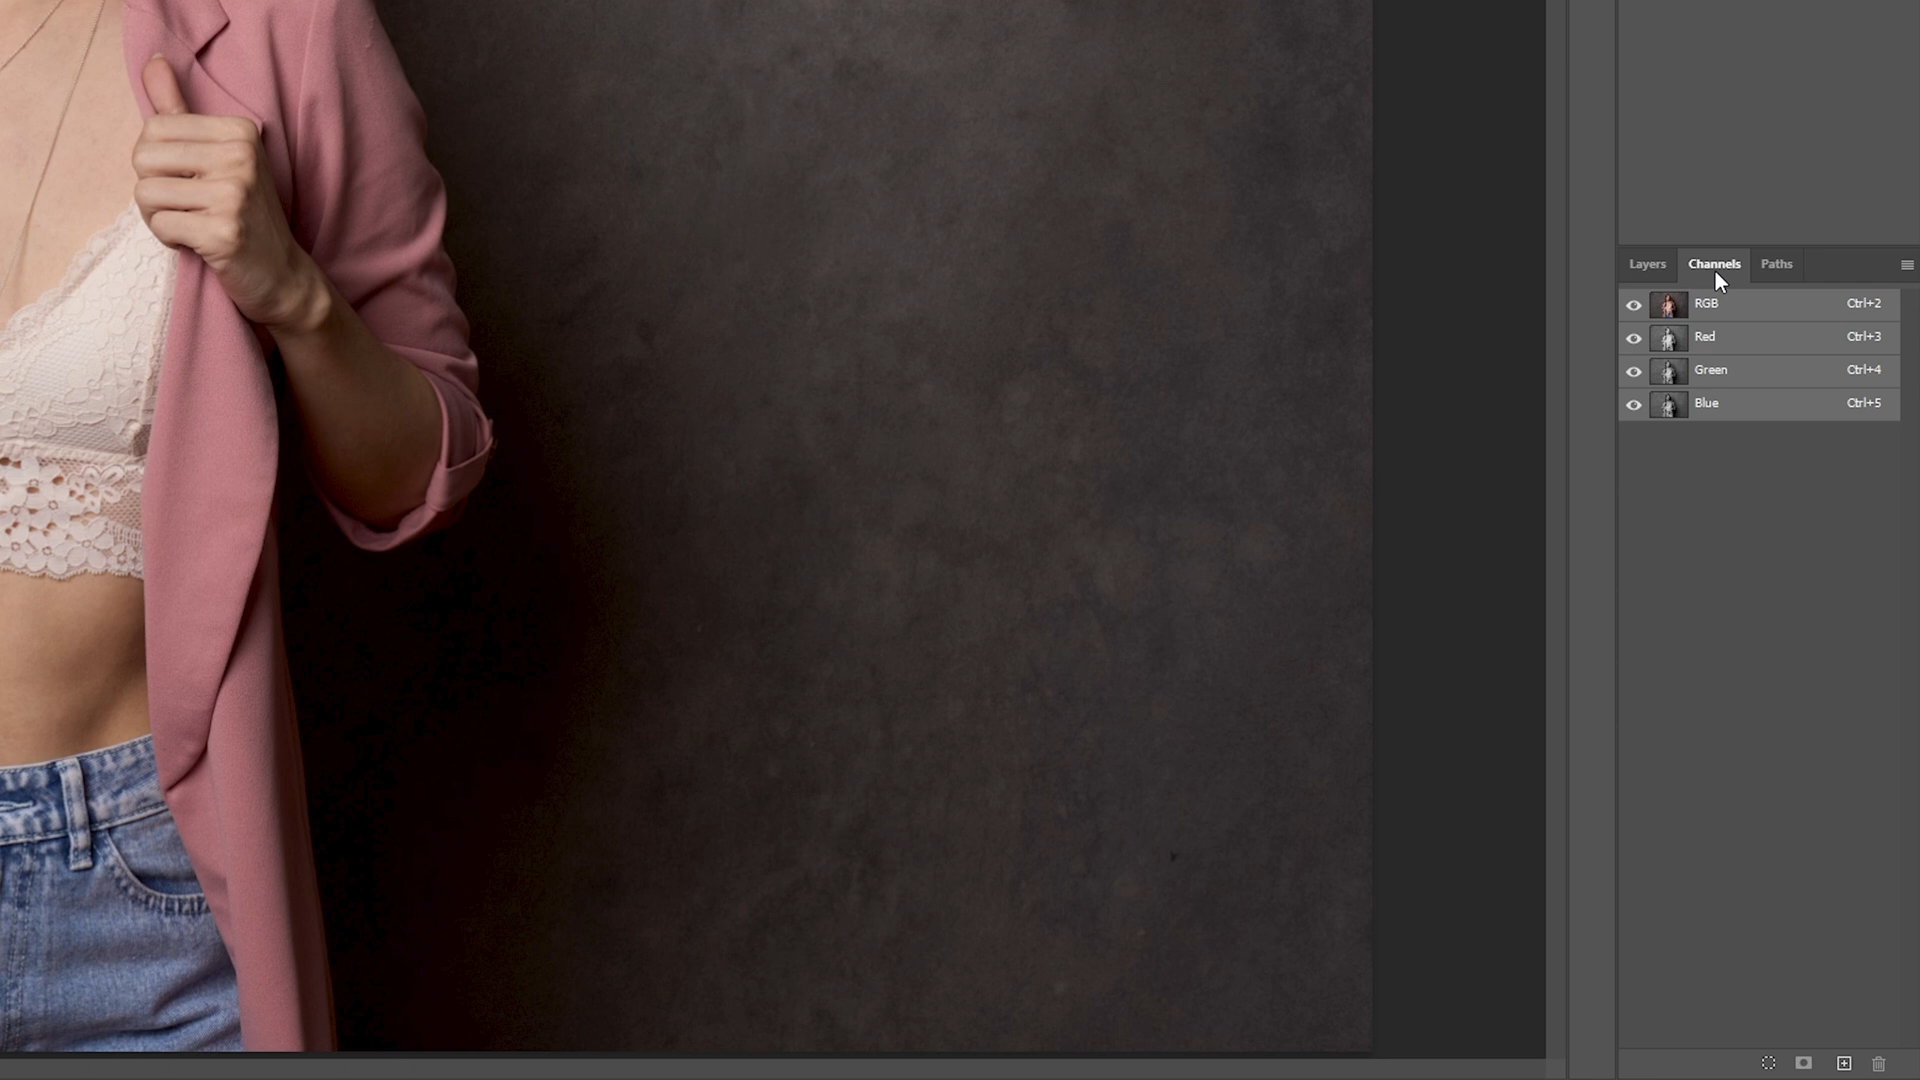 Layers Channels Paths
RGB Ctrl+2
Red Ctrl+3
Green Ctrl+4
Blue Ctrl+5